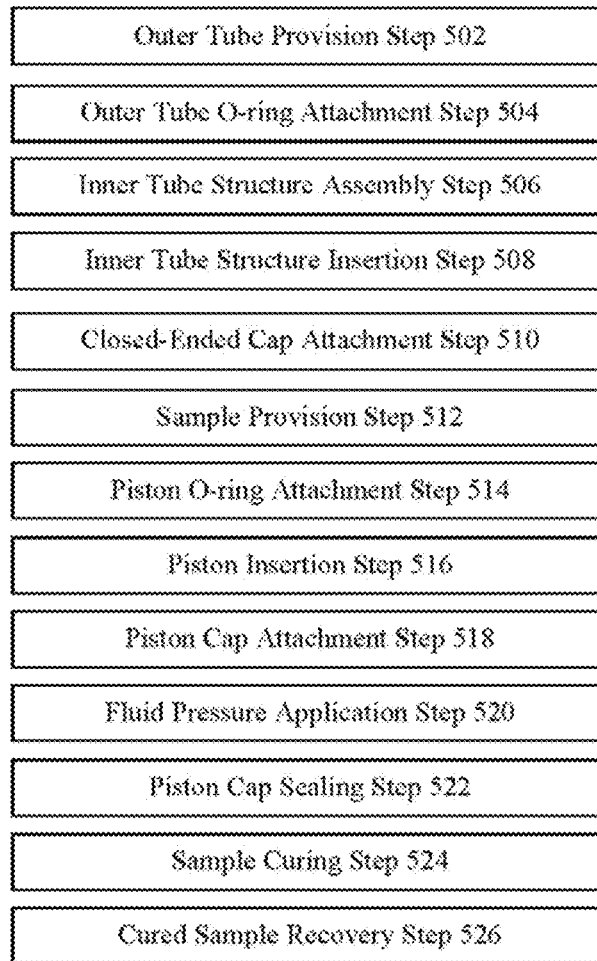 Outer Tube Provision Step 502
Outer Tube O-ring Attachment Step 504
Inner Tube Structure Assembly Step 506
Inner Tube Structure Insertion Step 508
Closed-Ended Cap Attachment Step 510
Sample Provision Step 512
Piston O-ring Attachment Step 514
Piston Insertion Step 516
Piston Cap Attachment Step 518
Fluid Pressure Application Step 520
Piston Cap Sealing Step 522
Sample Curing Step 524
Cured Sample Recovery Step 526